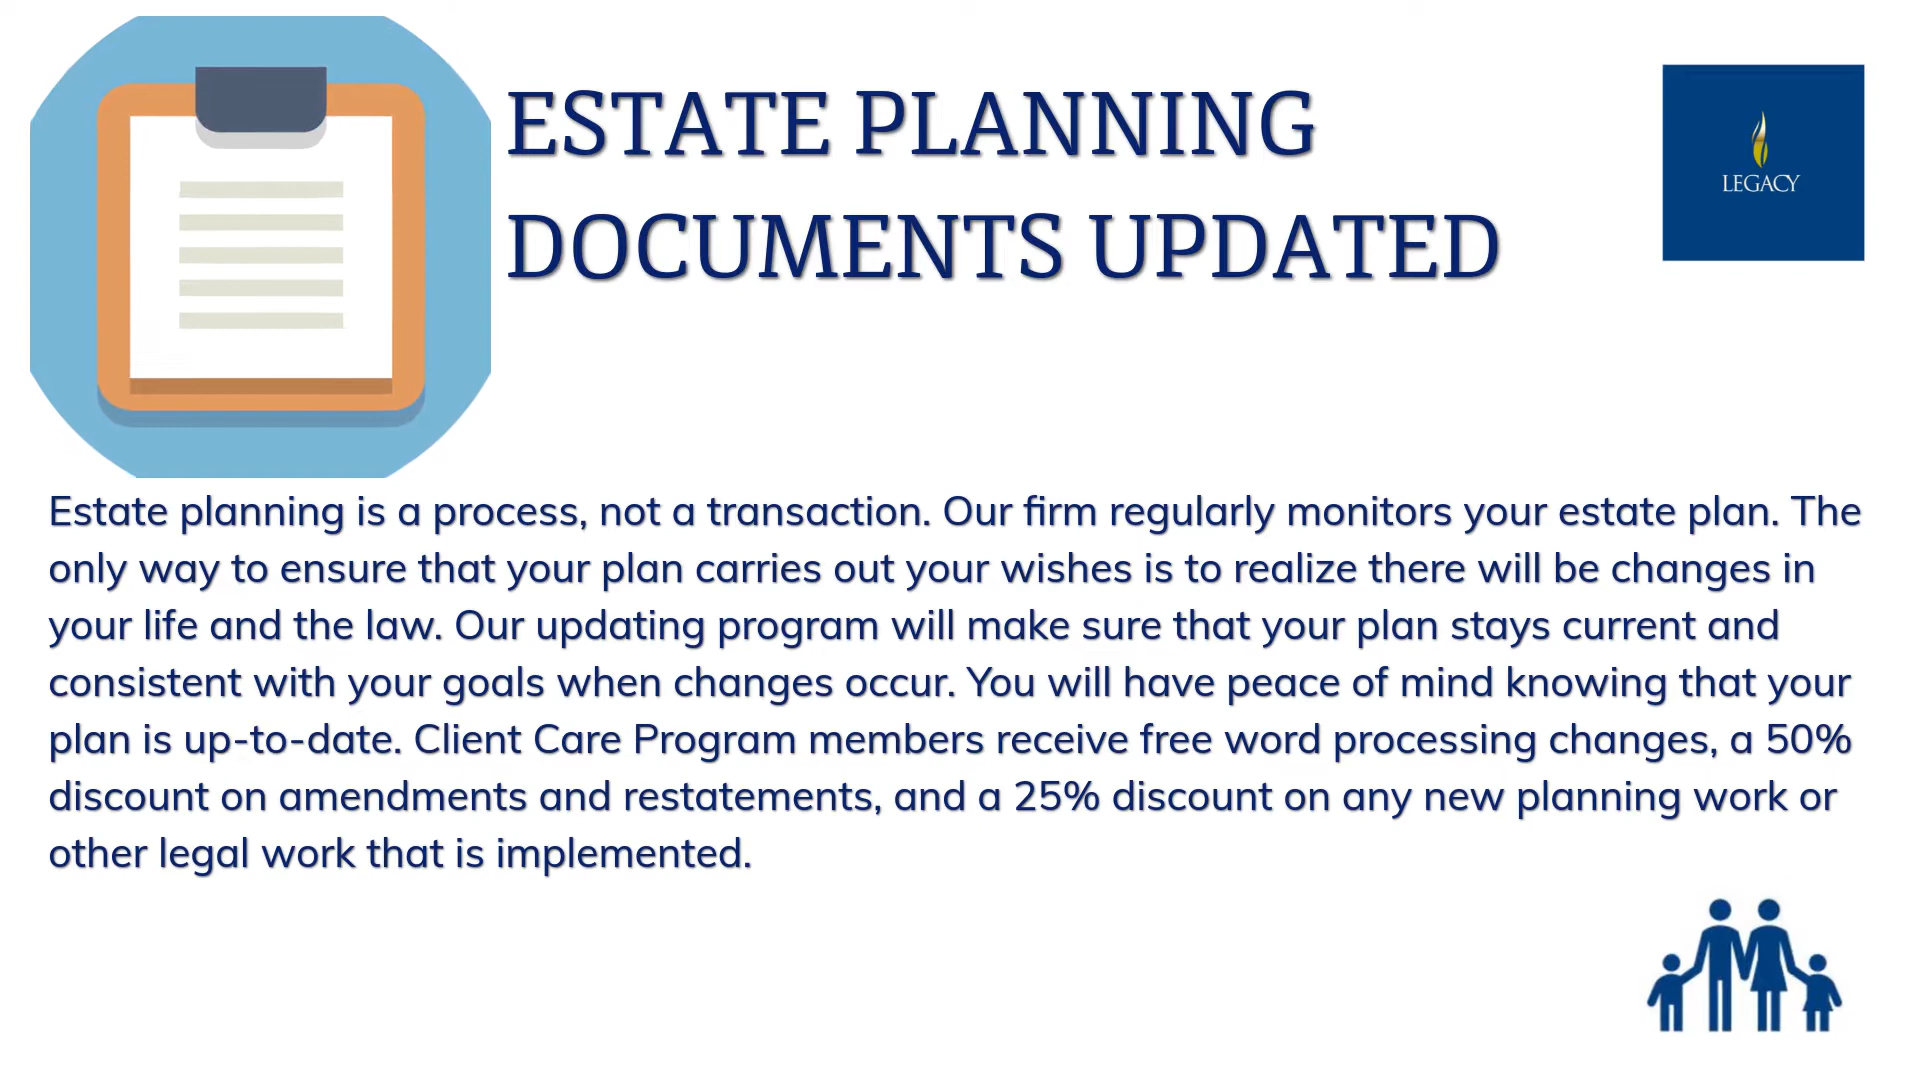 ESTATE PLANNING
DOCUMENTS UPDATED
LEGACY
Estate planning is a process, not a transaction. Our firm regularly monitors your estate plan. The
only way to ensure that your plan carries out your wishes is to realize there will be changes in
your life and the law. Our updating program will make sure that your plan stays current and
consistent with your goals when changes occur. You will have peace of mind knowing that your
plan is up-to-date. Client Care Program members receive free word processing changes, a 50%
discount on amendments and restatements, and a 25% discount on any new planning work or
other legal work that is implemented.